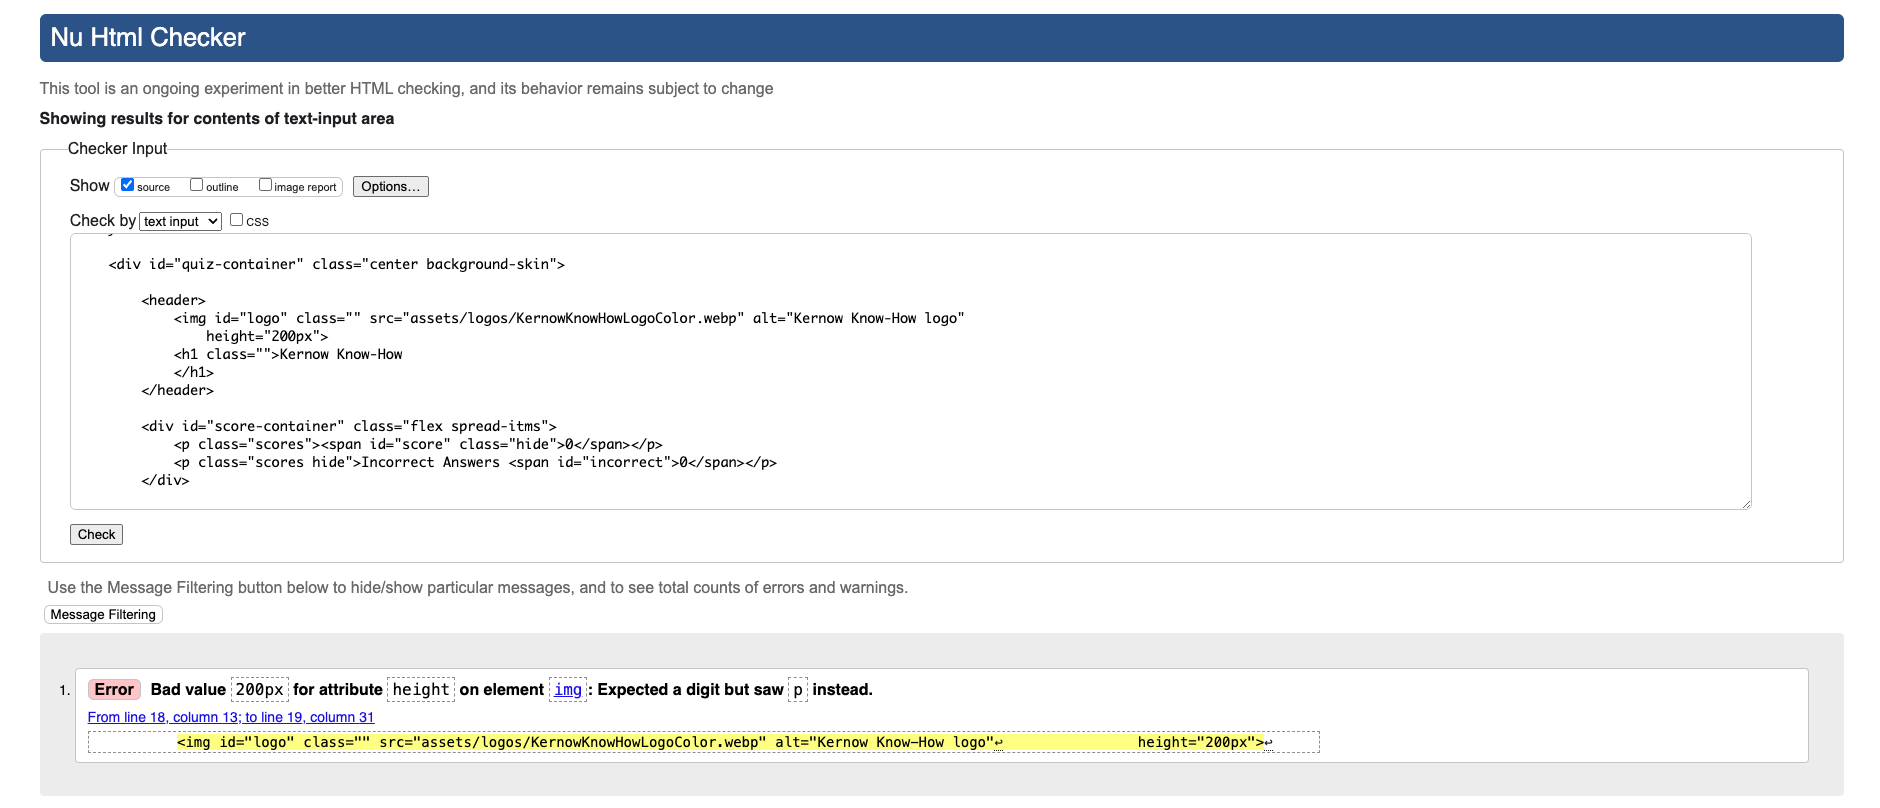 Nu Html Checker
This tool is an ongoing experiment in better HTML checking, and its behavior remains subject to change
Showing results for contents of text-input area
Checker Input
Show source outline image report Options…
Check by text input css
<div id="quiz-container" class="center background-skin">
<header>
<img id="logo" class="" src="assets/logos/KernowKnowHowLogoColor.webp" alt="Kernow Know-How logo"
height="200px">
<h1 class="">Kernow Know-How
</h1>
</header>
<div id="score-container" class="flex spread-itms">
<p class="scores"><span id="score" class="hide">0</span></p>
<p class="scores hide">Incorrect Answers <span id="incorrect">0</span></p>
</div>
Check
Use the Message Filtering button below to hide/show particular messages, and to see total counts of errors and warnings.
Message Filtering
1. Error Bad value 200px for attribute height on element img: Expected a digit but saw p instead.
From line 18, column 13; to line 19, column 31
<img id="logo" class="" src="assets/logos/KernowKnowHowLogoColor.webp" alt="Kernow Know-How logo"↩ height="200px">↩